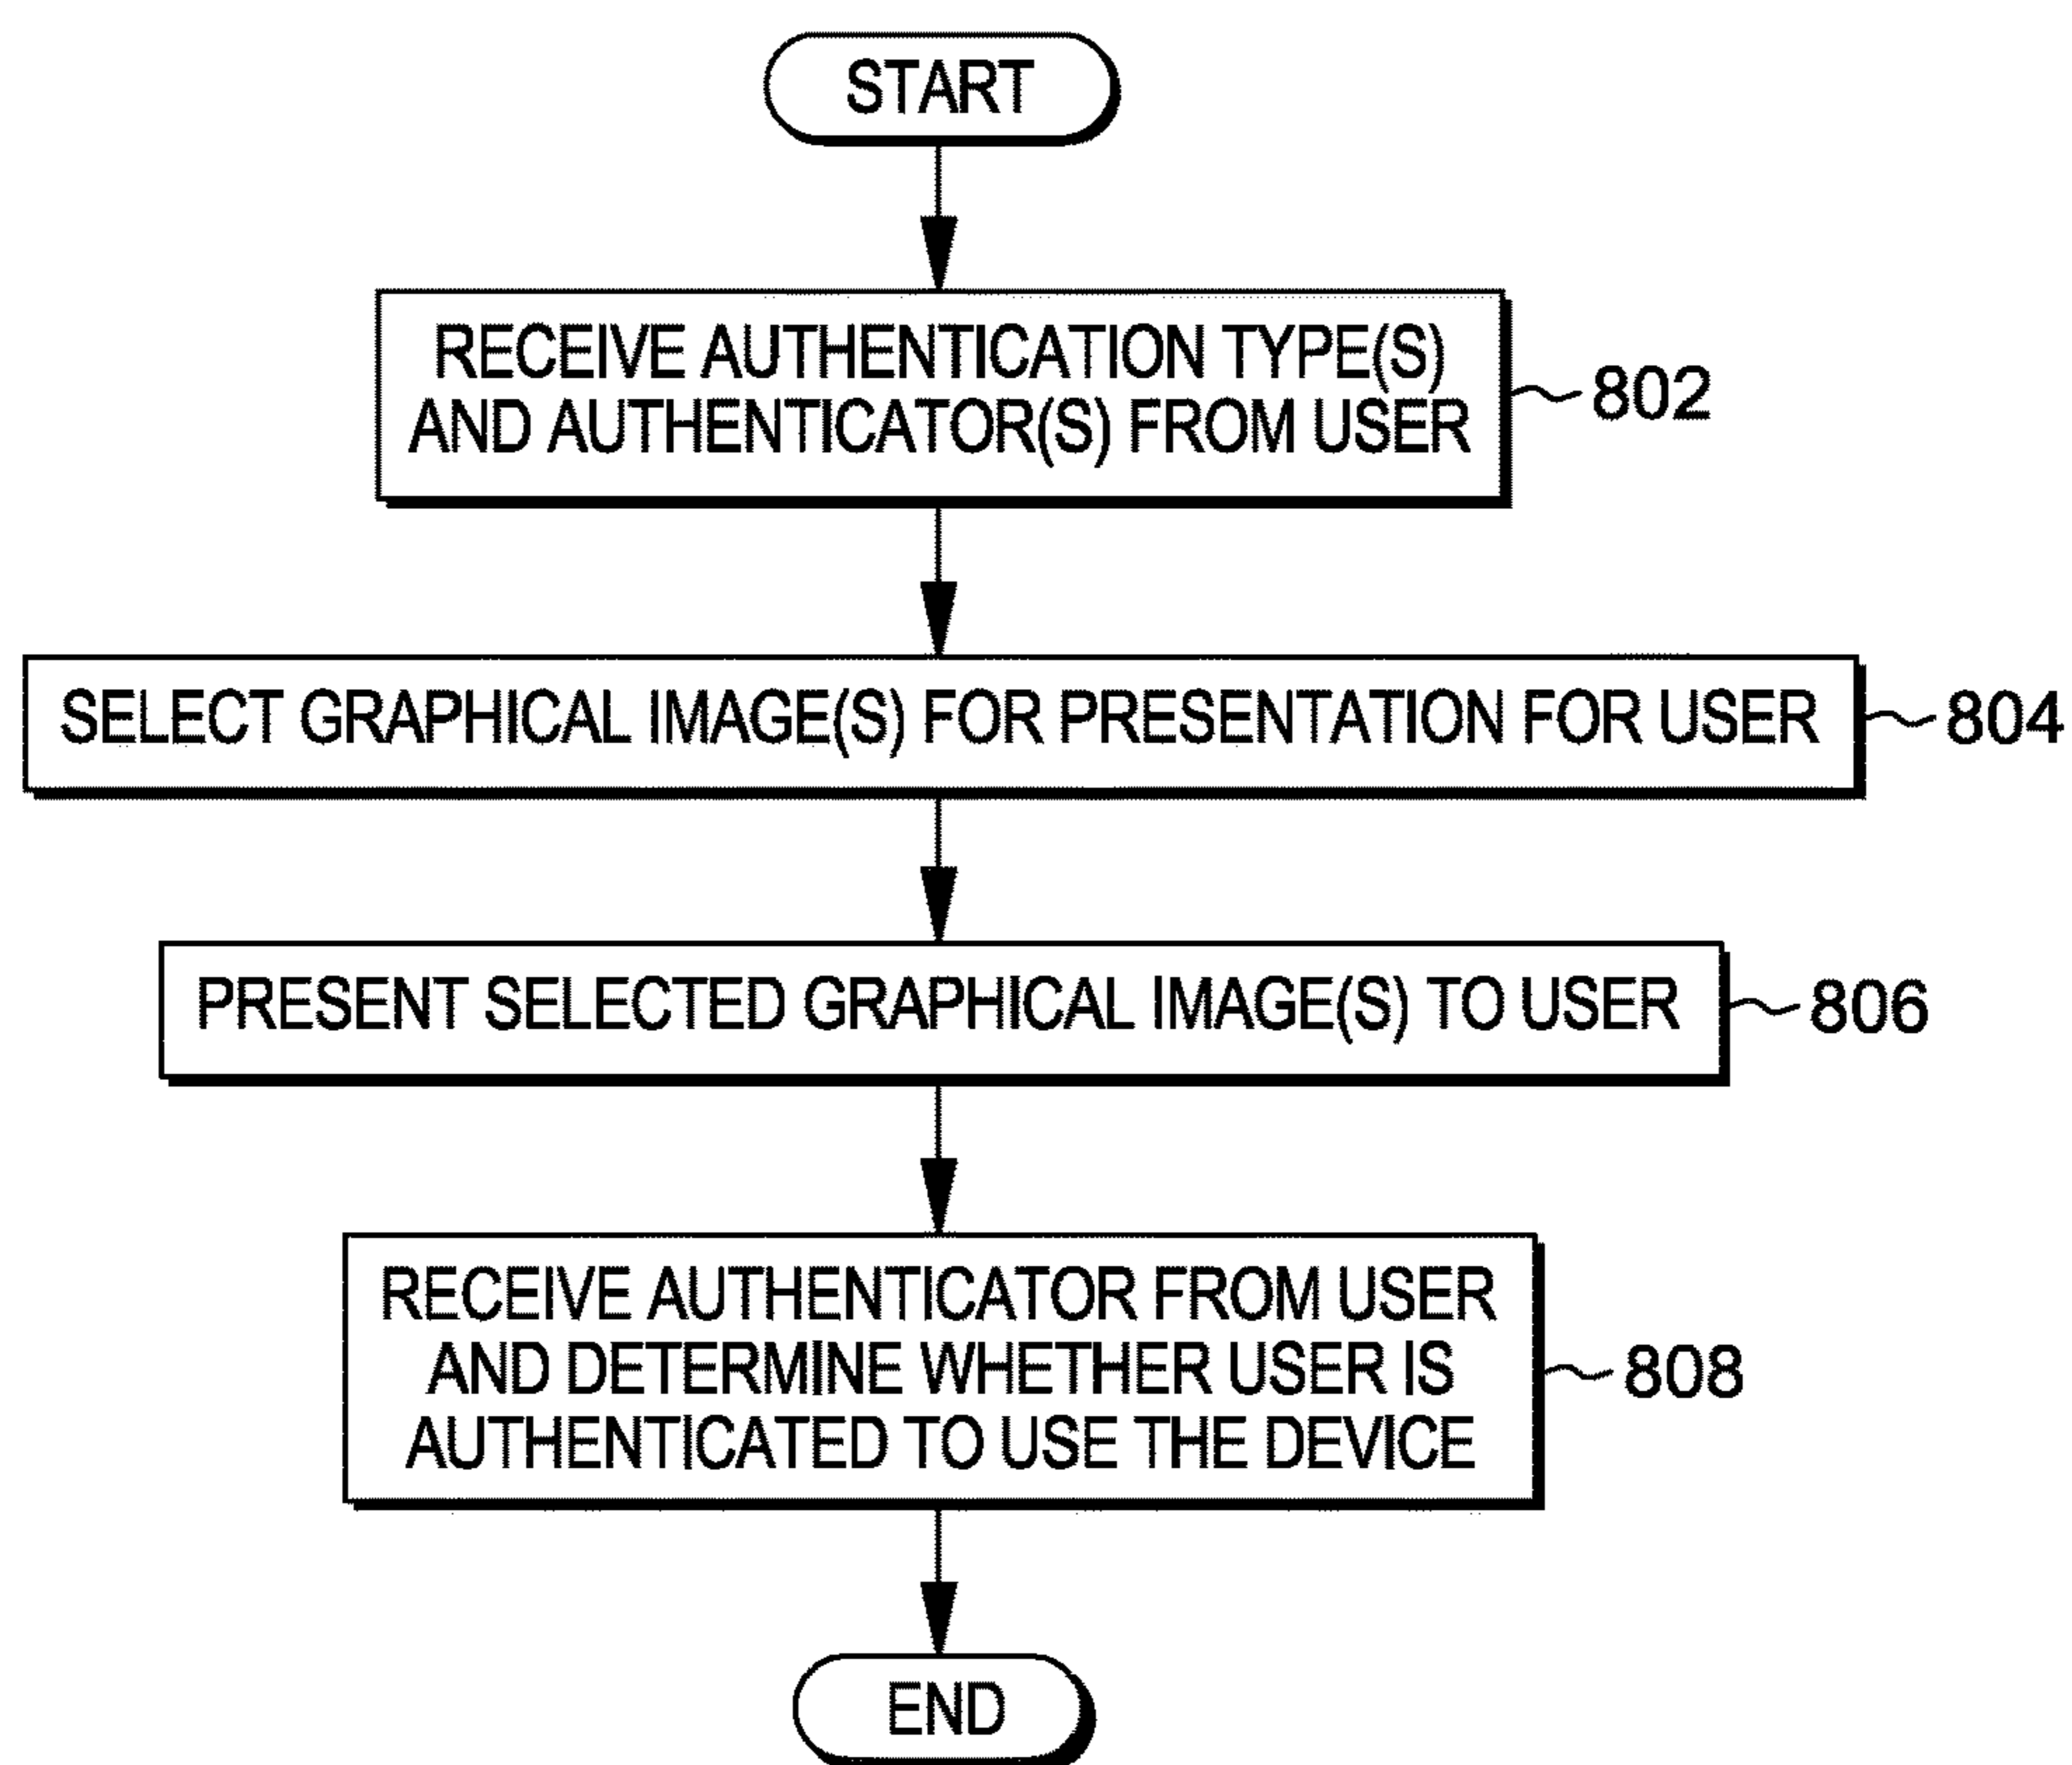 START
RECEIVE AUTHENTICATION TYPE(S)
AND AUTHENTICATOR(S) FROM USER
802
SELECT GRAPHICAL IMAGE(S) FOR PRESENTATION FOR USER
804
PRESENT SELECTED GRAPHICAL IMAGE(S) TO USER
806
RECEIVE AUTHENTICATOR FROM USER
AND DETERMINE WHETHER USER IS
AUTHENTICATED TO USE THE DEVICE
808
END